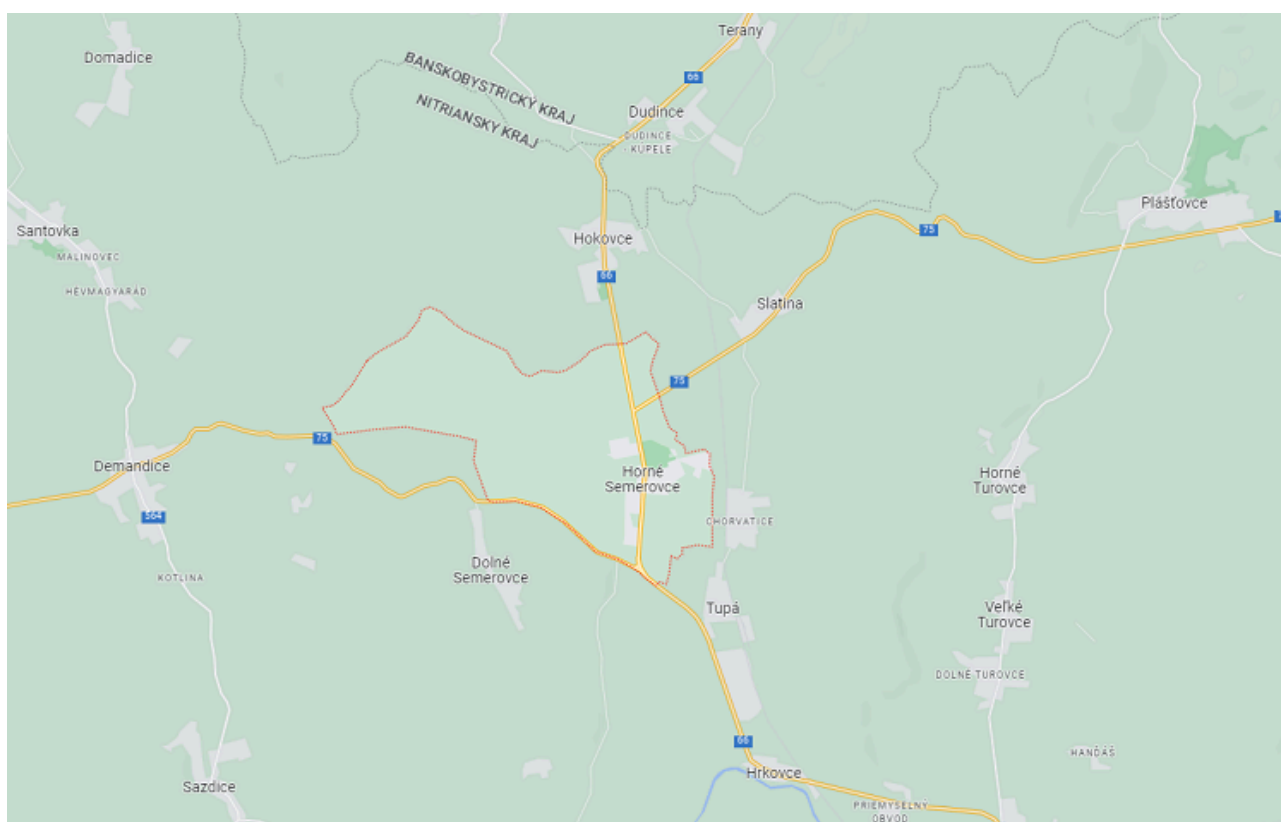 Terany
Domadice
BANSKOBYSTRICKÝ KRAJ
66
NITRIANSKY KRAJ
Dudince
DUDINCE
- KÚPELE
Plášťovce
Santovka
Hokovce
75
MALINOVEC
66
HÉVMAGYARÁD
Slatina
75
75
Demandice
Horné
Semerovce
Horné
Turovce
564
CHORVATICE
Dolné
Semerovce
KOTLINA
Tupá
Veľké
Turovce
DOLNÉ TUROVCE
66
HANĎÁŠ
Hrkovce
Sazdice
PRIEMYSELNÝ
OBVOD